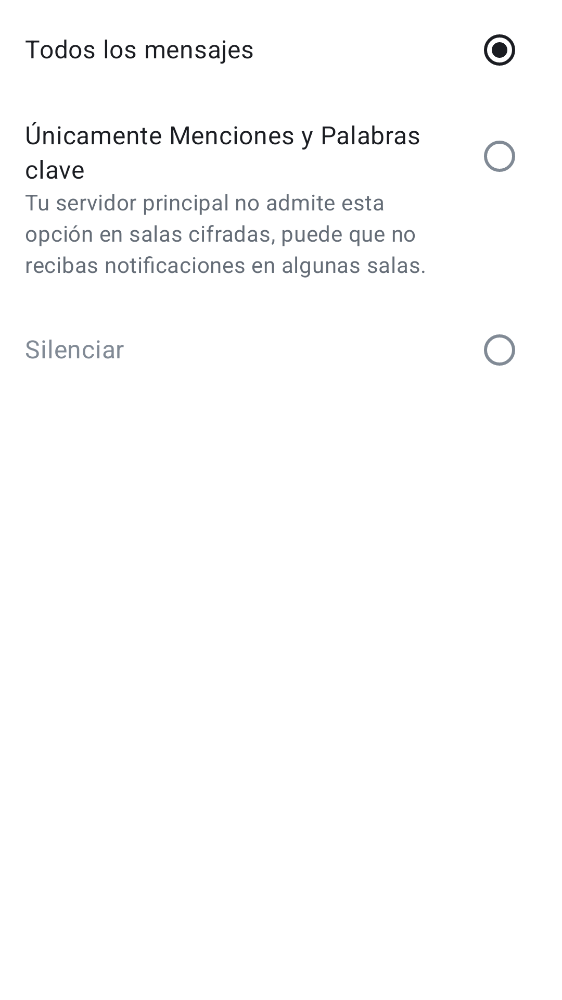 Todos los mensajes
Únicamente Menciones y Palabras
clave
Tu servidor principal no admite esta
opción en salas cifradas, puede que no
recibas notificaciones en algunas salas.
Silenciar